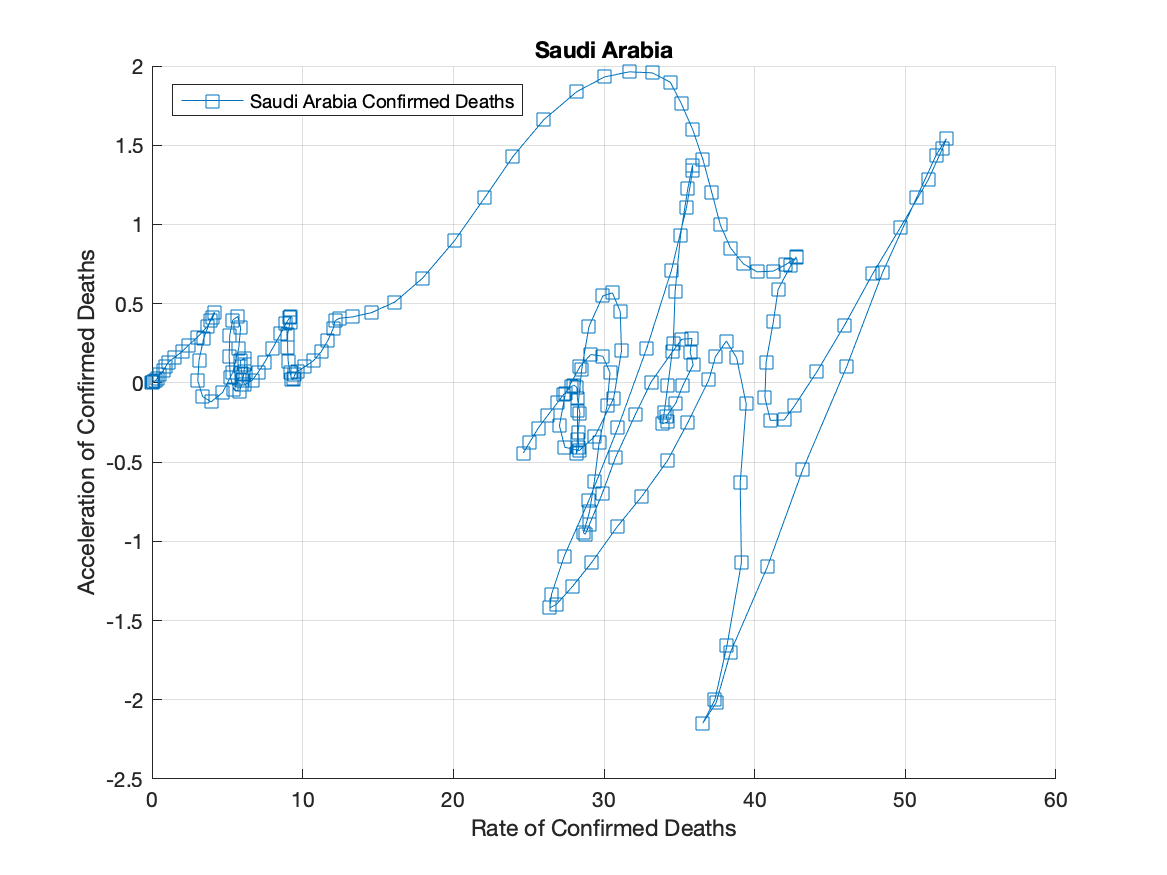 Saudi Arabia
Saudi Arabia Confirmed Deaths
2
1.5
1
0.5
0
-0.5
-1
-1.5
-2
-2.5
Acceleration of Confirmed Deaths
0 10 20 30 40 50 60
Rate of Confirmed Deaths